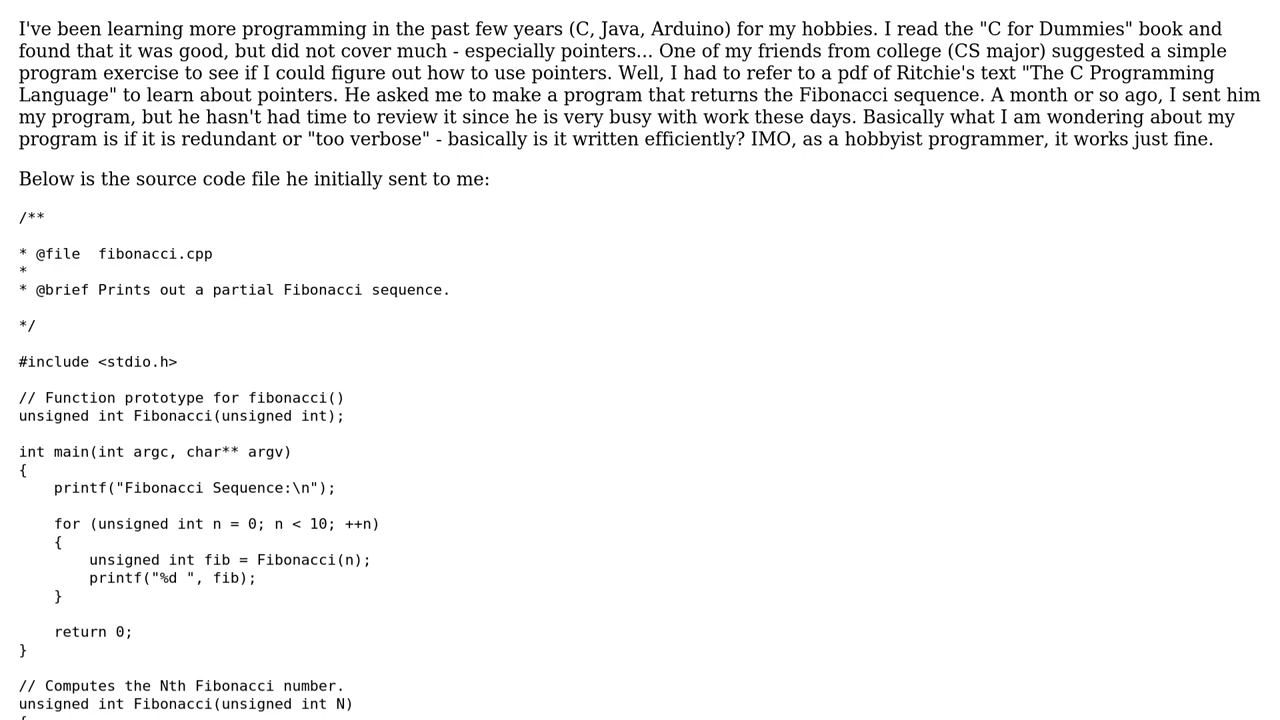 I've been learning more programming in the past few years (C, Java, Arduino) for my hobbies. I read the "C for Dummies" book and
found that it was good, but did not cover much - especially pointers... One of my friends from college (CS major) suggested a simple
program exercise to see if I could figure out how to use pointers. Well, I had to refer to a pdf of Ritchie's text "The C Programming
Language" to learn about pointers. He asked me to make a program that returns the Fibonacci sequence. A month or so ago, I sent him
my program, but he hasn't had time to review it since he is very busy with work these days. Basically what I am wondering about my
program is if it is redundant or "too verbose" - basically is it written efficiently? IMO, as a hobbyist programmer, it works just fine.
Below is the source code file he initially sent to me:
/**
* @file  fibonacci.cpp
*
* @brief Prints out a partial Fibonacci sequence.
*/
#include <stdio.h>
// Function prototype for fibonacci()
unsigned int Fibonacci(unsigned int);
int main(int argc, char** argv)
{
    printf("Fibonacci Sequence:\n");
    for (unsigned int n = 0; n < 10; ++n)
    {
        unsigned int fib = Fibonacci(n);
        printf("%d ", fib);
    }
    return 0;
}
// Computes the Nth Fibonacci number.
unsigned int Fibonacci(unsigned int N)
{